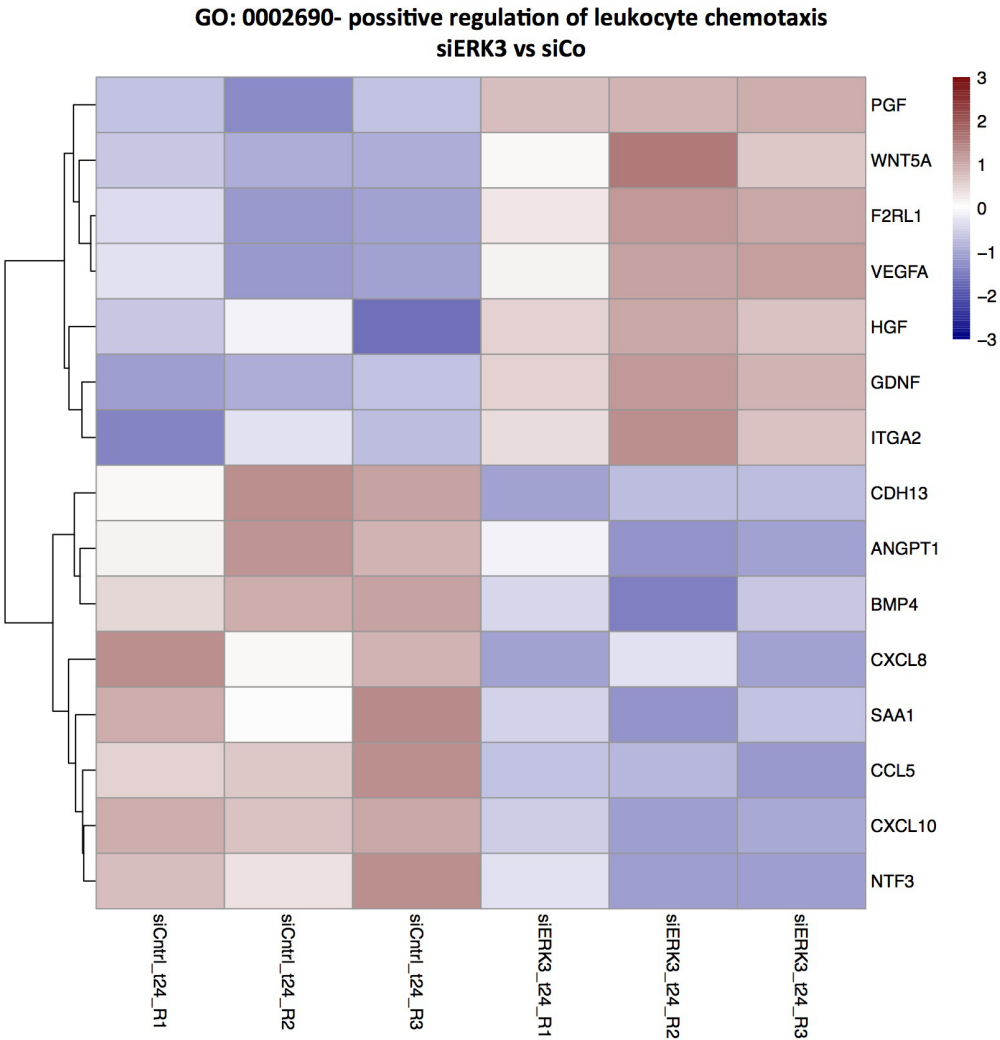 GO: 0002690- possitive regulation of leukocyte chemotaxis
siERK3 vs siCo
3
2
1
0
−1
−2
−3
PGF
WNT5A
F2RL1
VEGFA
HGF
GDNF
ITGA2
CDH13
ANGPT1
BMP4
CXCL8
SAA1
CCL5
CXCL10
NTF3
siCntrl_t24_R1
siCntrl_t24_R2
siCntrl_t24_R3
siERK3_t24_R1
siERK3_t24_R2
siERK3_t24_R3